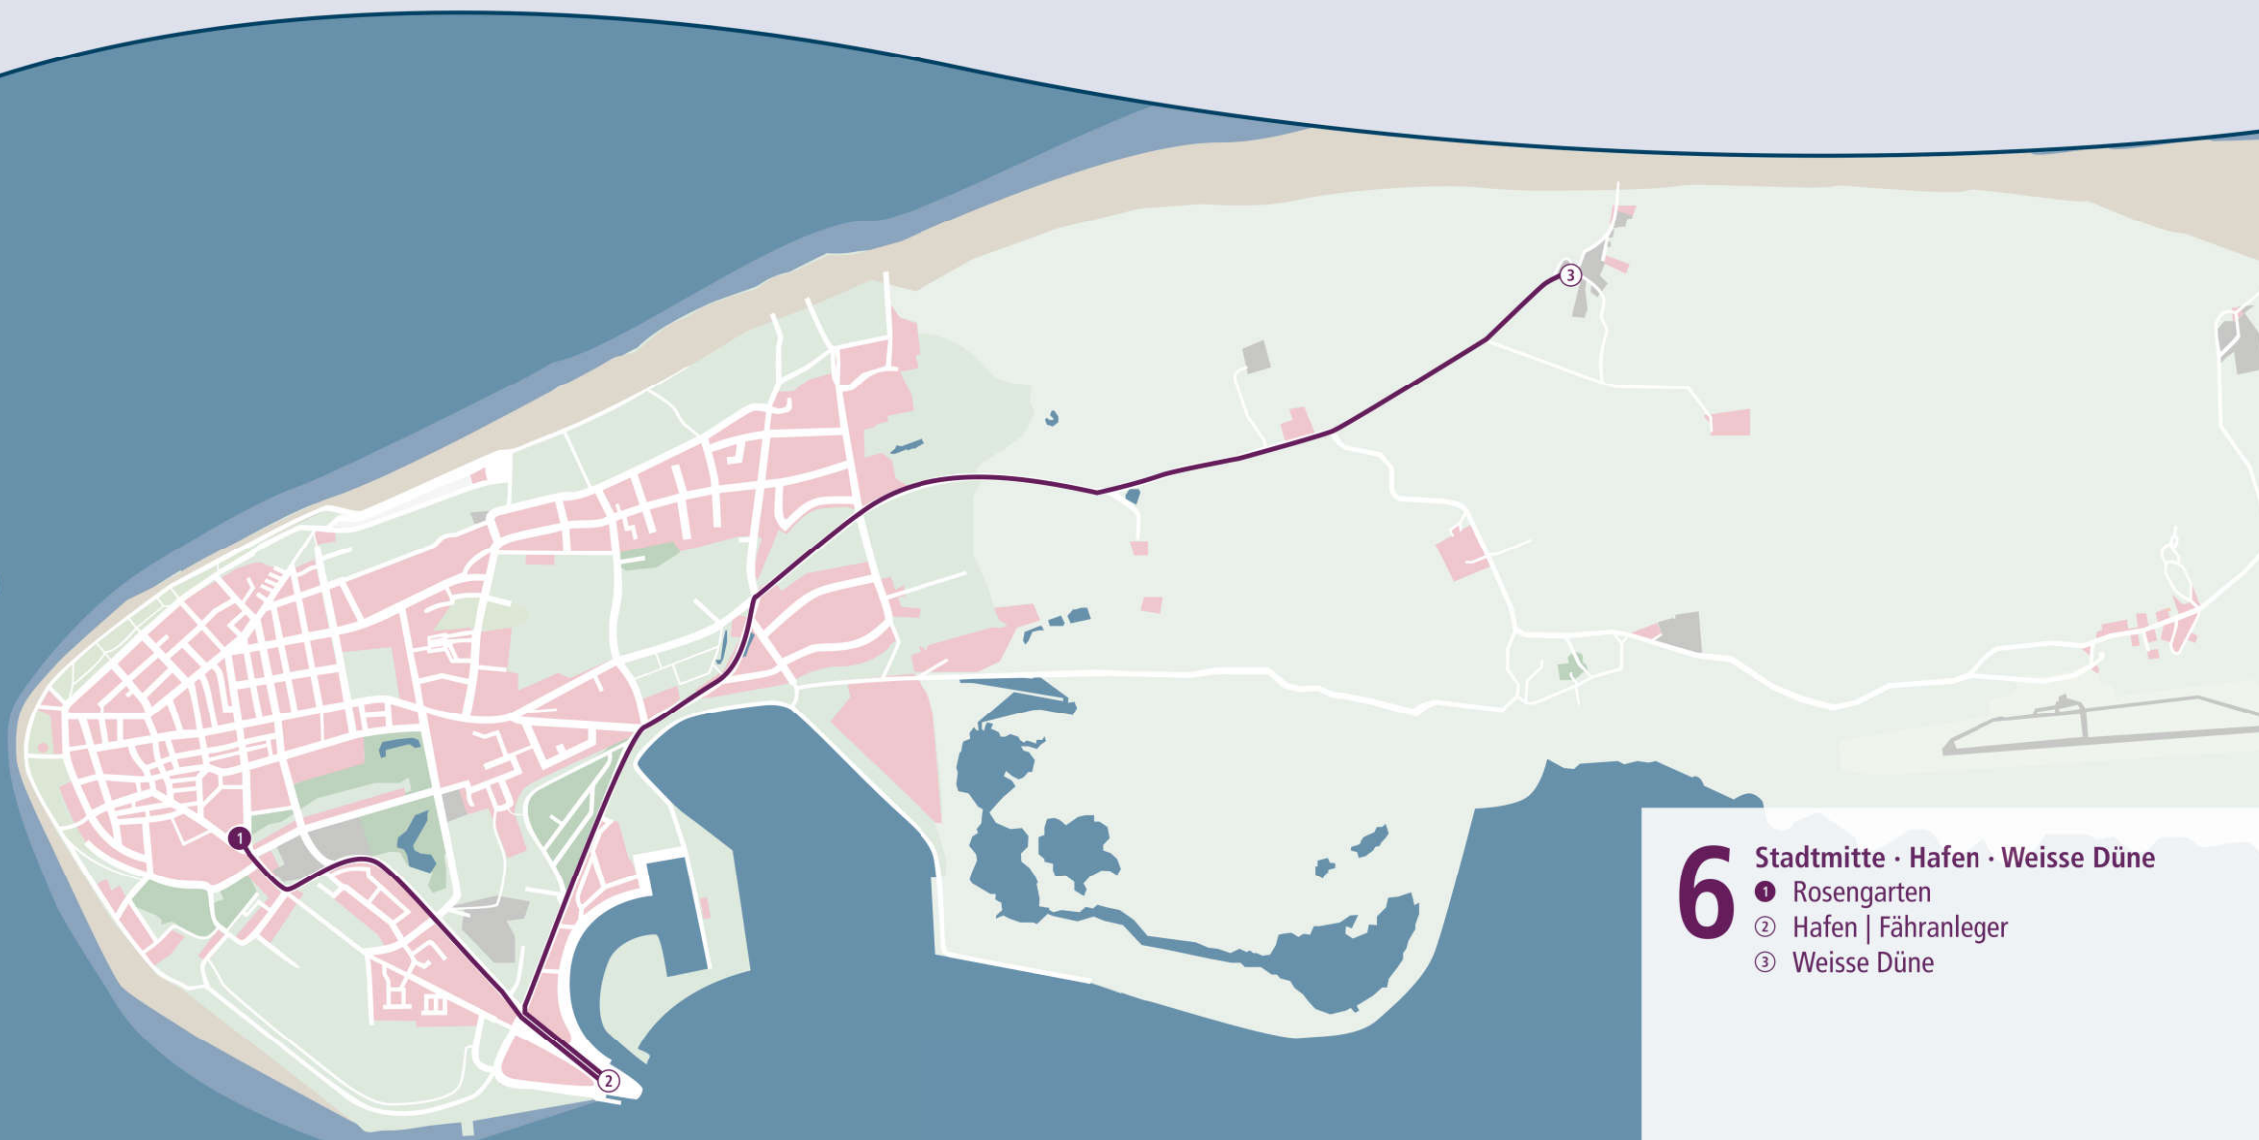 3
1
2
6
Stadtmitte · Hafen · Weisse Düne
1 Rosengarten
2 Hafen | Fähranleger
3 Weisse Düne